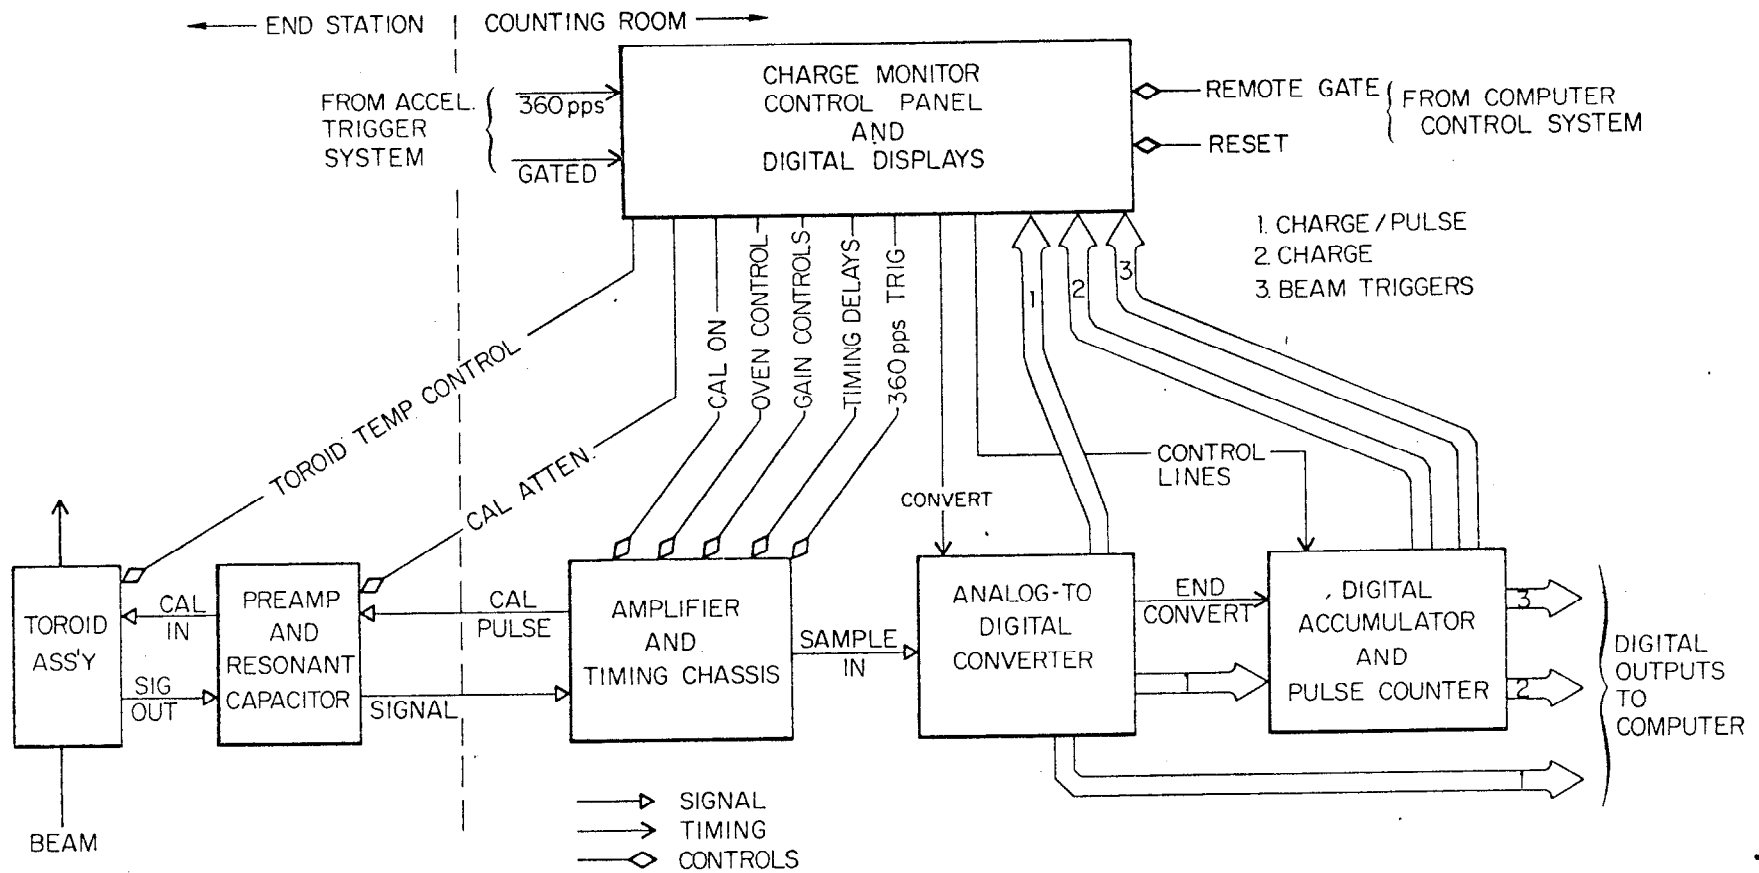 END STATION
COUNTING ROOM
CHARGE MONITOR
CONTROL PANEL
AND
DIGITAL DISPLAYS
FROM ACCEL.
TRIGGER
SYSTEM
360 pps
GATED
REMOTE GATE
RESET
FROM COMPUTER
CONTROL SYSTEM
1. CHARGE / PULSE
2. CHARGE
3. BEAM TRIGGERS
TOROID TEMP CONTROL
CAL ATTEN.
CAL ON
OVEN CONTROL
GAIN CONTROLS
TIMING DELAYS
360pps TRIG
1
2
3
CONVERT
CONTROL
LINES
TOROID
ASS'Y
CAL
IN
SIG
OUT
PREAMP
AND
RESONANT
CAPACITOR
CAL
PULSE
SIGNAL
AMPLIFIER
AND
TIMING CHASSIS
SAMPLE
IN
ANALOG-TO
DIGITAL
CONVERTER
END
CONVERT
1
DIGITAL
ACCUMULATOR
AND
PULSE COUNTER
3
2
1
DIGITAL
OUTPUTS
TO
COMPUTER
BEAM
SIGNAL
TIMING
CONTROLS